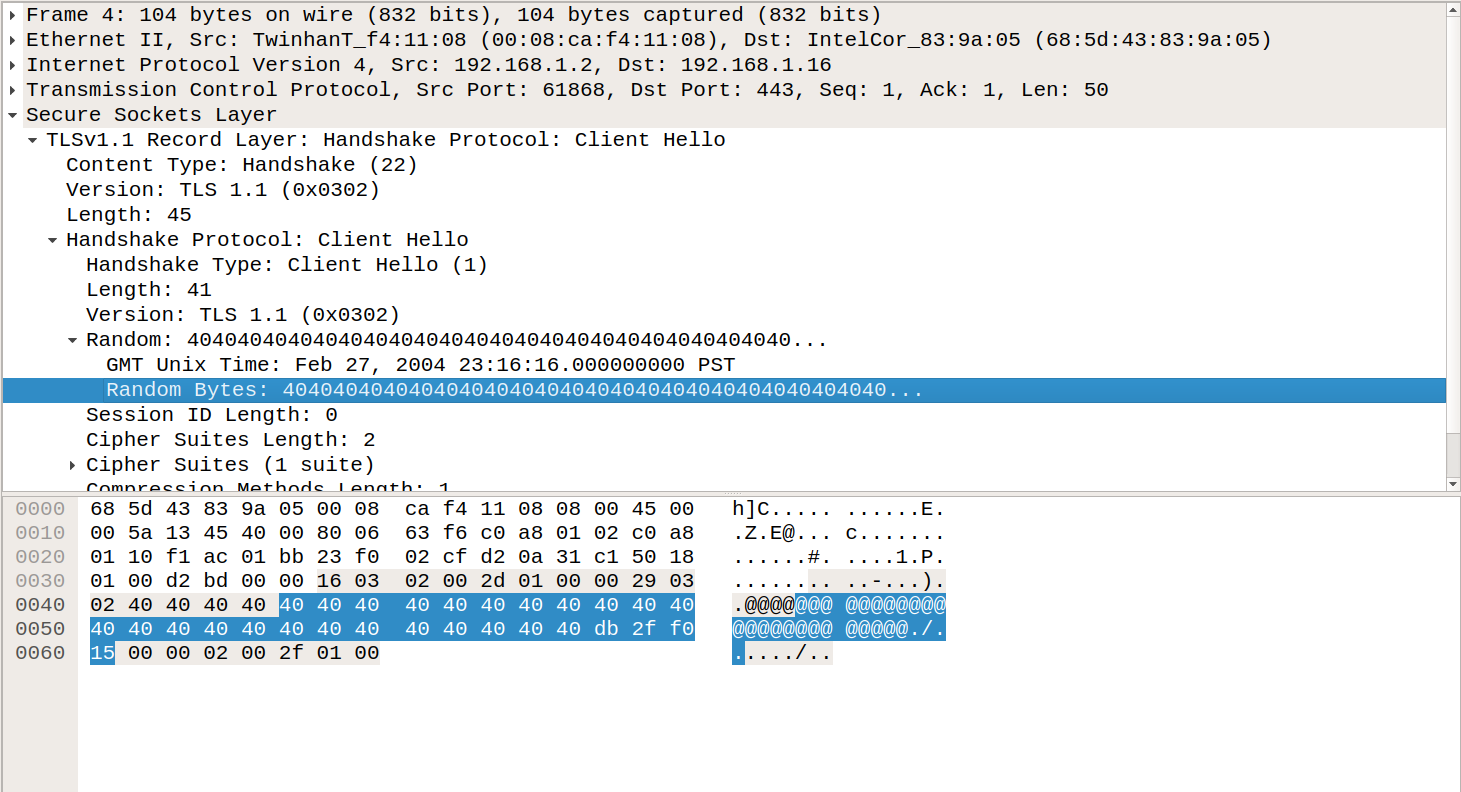 Frame 4: 104 bytes on wire (832 bits), 104 bytes captured (832 bits)
Ethernet II, Src: TwinhanT_f4:11:08 (00:08:ca:f4:11:08), Dst: IntelCor_83:9a:05 (68:5d:43:83:9a:05)
Internet Protocol Version 4, Src: 192.168.1.2, Dst: 192.168.1.16
Transmission Control Protocol, Src Port: 61868, Dst Port: 443, Seq: 1, Ack: 1, Len: 50
Secure Sockets Layer
TLSv1.1 Record Layer: Handshake Protocol: Client Hello
Content Type: Handshake (22)
Version: TLS 1.1 (0x0302)
Length: 45
Handshake Protocol: Client Hello
Handshake Type: Client Hello (1)
Length: 41
Version: TLS 1.1 (0x0302)
Random: 404040404040404040404040404040404040404040404040...
GMT Unix Time: Feb 27, 2004 23:16:16.000000000 PST
Random Bytes: 404040404040404040404040404040404040404040404040...
Session ID Length: 0
Cipher Suites Length: 2
Cipher Suites (1 suite)
Compression Methods Length: 1
0000 68 5d 43 83 9a 05 00 08 ca f4 11 08 08 00 45 00 h]C..... ......E.
0010 00 5a 13 45 40 00 80 06 63 f6 c0 a8 01 02 c0 a8 .Z.E@... c.......
0020 01 10 f1 ac 01 bb 23 f0 02 cf d2 0a 31 c1 50 18 ......#. ....1.P.
0030 01 00 d2 bd 00 00 16 03 02 00 2d 01 00 00 29 03 ........ ..-...).
0040 02 40 40 40 40 40 40 40 40 40 40 40 40 40 40 40 .@@@@@@@ @@@@@@@@
0050 40 40 40 40 40 40 40 40 40 40 40 40 40 db 2f f0 @@@@@@@@ @@@@@./.
0060 15 00 00 02 00 2f 01 00 ...../..